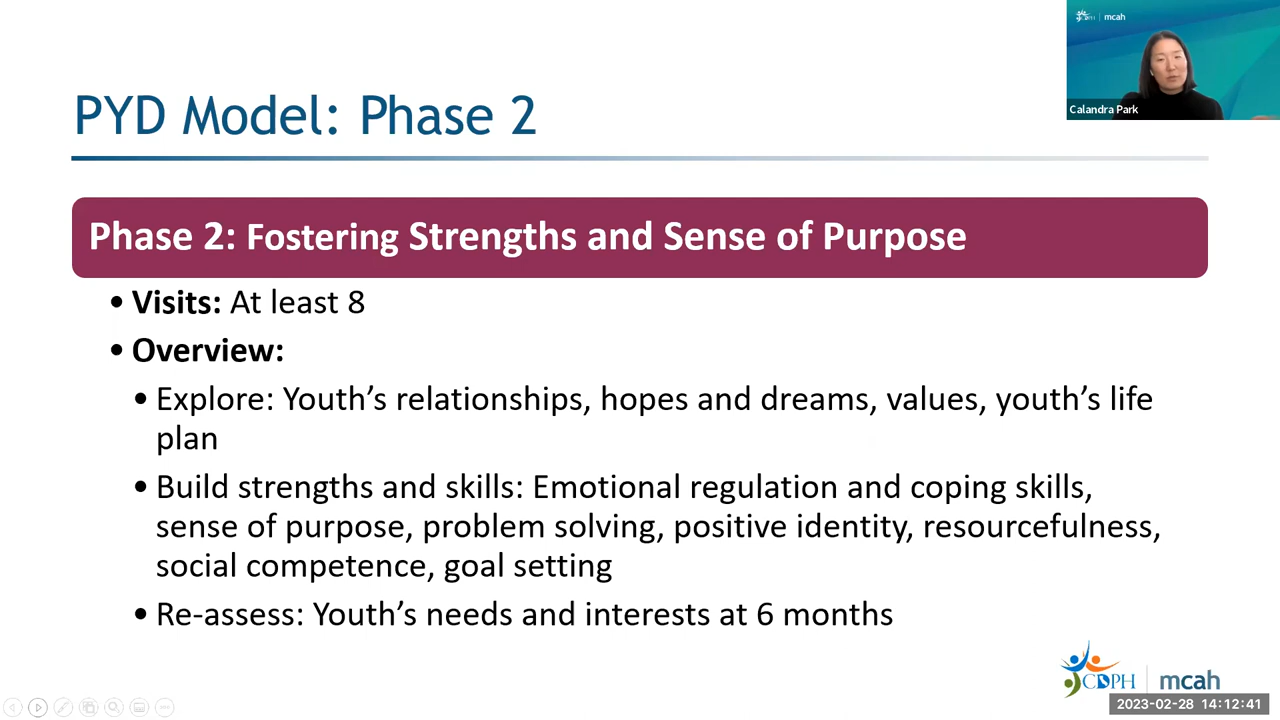 CDPH | mcah
Calandra Park
PYD Model: Phase 2
Phase 2: Fostering Strengths and Sense of Purpose
• Visits: At least 8
• Overview:
• Explore: Youth’s relationships, hopes and dreams, values, youth’s life
plan
• Build strengths and skills: Emotional regulation and coping skills,
sense of purpose, problem solving, positive identity, resourcefulness,
social competence, goal setting
• Re-assess: Youth’s needs and interests at 6 months
CDPH | mcah
2023-02-28 14:12:41